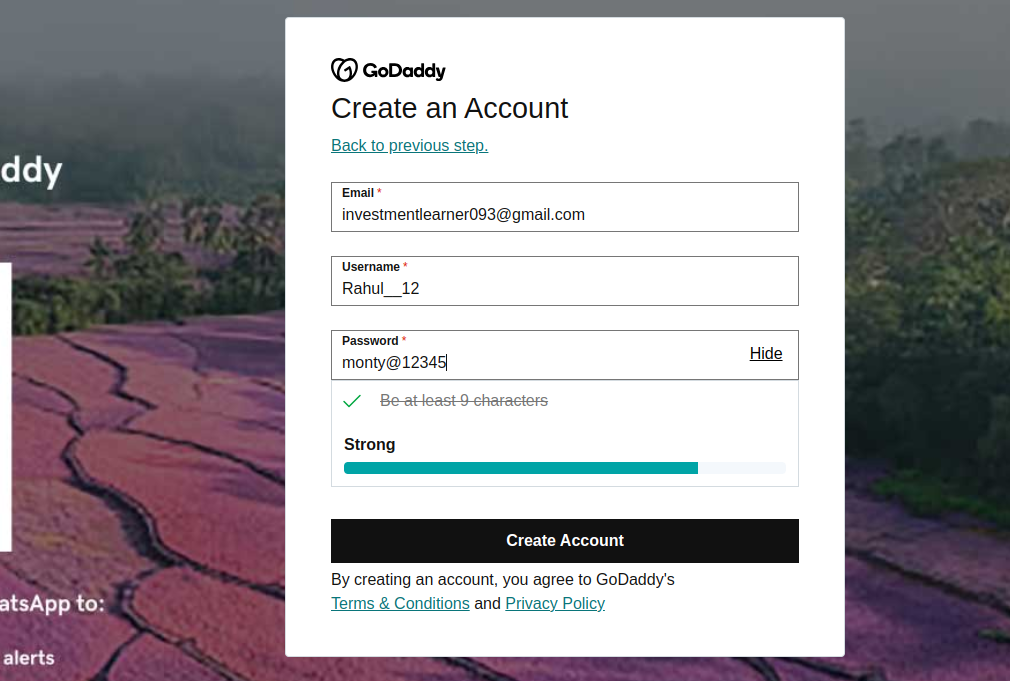 GoDaddy
Create an Account
Back to previous step.
ddy
Email *
investmentlearner093@gmail.com
Username *
Rahul__12
Password *
monty@12345
Hide
Be at least 9 characters
Strong
Create Account
By creating an account, you agree to GoDaddy's
Terms & Conditions and Privacy Policy
atsApp to:
alerts